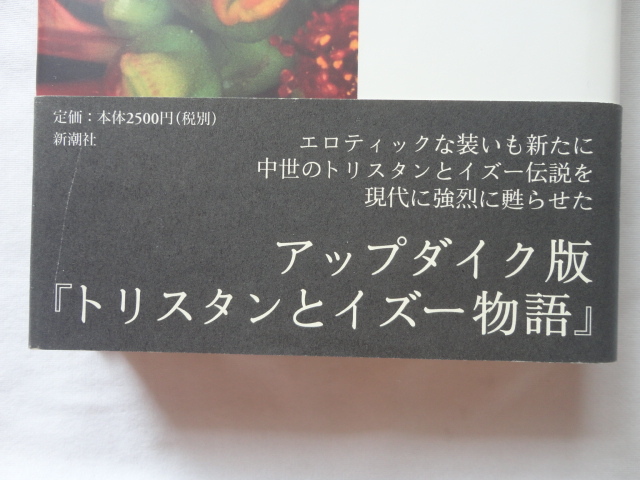 定価：本体2500円（税別）
新潮社
エロティックな装いも新たに
中世のトリスタンとイズー伝説を
現代に強烈に甦らせた
アップダイク版
『トリスタンとイズー物語』